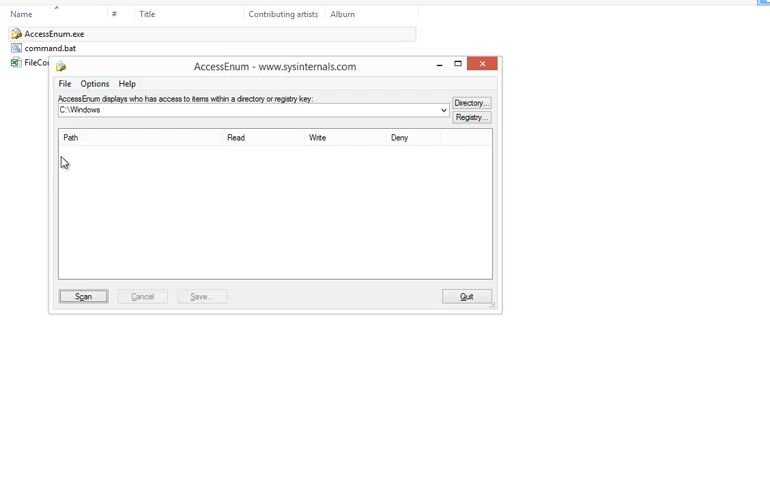 Name # Title Contributing artists Album
AccessEnum.exe
command.bat
FileCo
AccessEnum - www.sysinternals.com
File Options Help
AccessEnum displays who has access to items within a directory or registry key:
C:\Windows
Directory...
Registry...
Path Read Write Deny
Scan Cancel Save... Quit